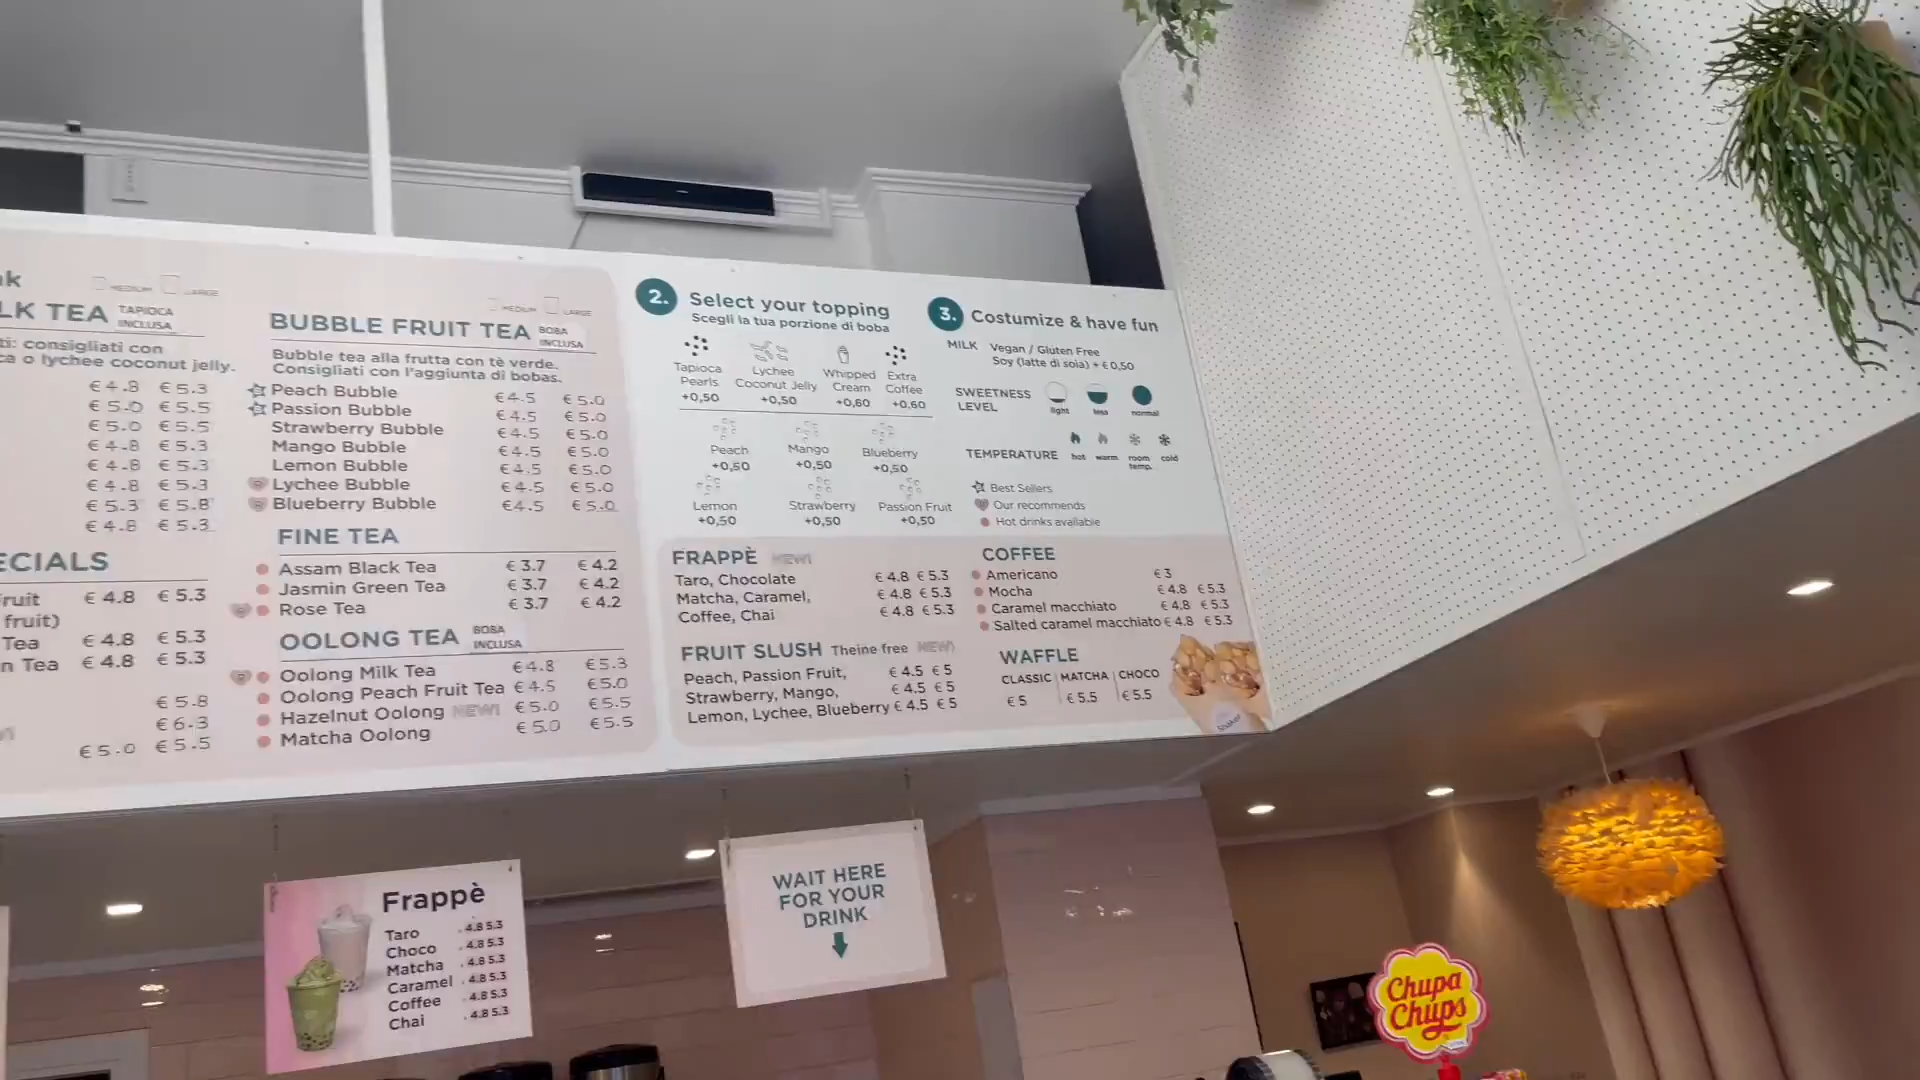 MEDIUM LARGE
LK TEA TAPIOCA INCLUSA
ti: consigliati con
ca o lychee coconut jelly.
€4.8 €5.3
€5.0 €5.5
€5.0 €5.5
€4.8 €5.3
€4.8 €5.3
€4.8 €5.3
€5.3 €5.8
€4.8 €5.3
ECIALS
Fruit €4.8 €5.3
fruit)
Tea €4.8 €5.3
n Tea €4.8 €5.3
€5.8
€6.3
€5.0 €5.5
MEDIUM LARGE
BUBBLE FRUIT TEA BOBA INCLUSA
Bubble tea alla frutta con tè verde.
Consigliati con l'aggiunta di bobas.
Peach Bubble €4.5 €5.0
Passion Bubble €4.5 €5.0
Strawberry Bubble €4.5 €5.0
Mango Bubble €4.5 €5.0
Lemon Bubble €4.5 €5.0
Lychee Bubble €4.5 €5.0
Blueberry Bubble €4.5 €5.0
FINE TEA
Assam Black Tea €3.7 €4.2
Jasmin Green Tea €3.7 €4.2
Rose Tea €3.7 €4.2
OOLONG TEA BOBA INCLUSA
Oolong Milk Tea €4.8 €5.3
Oolong Peach Fruit Tea €4.5 €5.0
Hazelnut Oolong NEW! €5.0 €5.5
Matcha Oolong €5.0 €5.5
2. Select your topping
Scegli la tua porzione di boba
Tapioca Pearls +0,50
Lychee Coconut Jelly +0,50
Whipped Cream +0,60
Extra Coffee +0,60
Peach +0,50
Mango +0,50
Blueberry +0,50
Lemon +0,50
Strawberry +0,50
Passion Fruit +0,50
3. Costumize & have fun
MILK Vegan / Gluten Free
Soy (latte di soia) + €0,50
SWEETNESS LEVEL light less normal
TEMPERATURE hot warm room temp. cold
Best Sellers
Our recommends
Hot drinks available
FRAPPÈ NEW!
Taro, Chocolate €4.8 €5.3
Matcha, Caramel, €4.8 €5.3
Coffee, Chai €4.8 €5.3
FRUIT SLUSH Theine free NEW!
Peach, Passion Fruit, €4.5 €5
Strawberry, Mango, €4.5 €5
Lemon, Lychee, Blueberry €4.5 €5
COFFEE
Americano €3
Mocha €4.8 €5.3
Caramel macchiato €4.8 €5.3
Salted caramel macchiato €4.8 €5.3
WAFFLE
CLASSIC MATCHA CHOCO
€5 €5.5 €5.5
Shaker
Frappè
Taro 4.8 5.3
Choco 4.8 5.3
Matcha 4.8 5.3
Caramel 4.8 5.3
Coffee 4.8 5.3
Chai 4.8 5.3
WAIT HERE
FOR YOUR
DRINK
Chupa
Chups